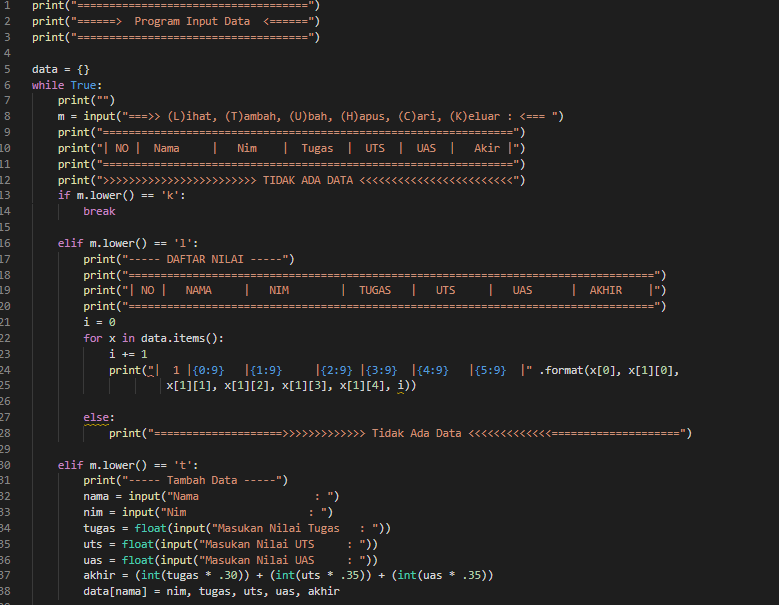 1 print("====================================")
2 print("======>  Program Input Data  <======")
3 print("====================================")
4
5 data = {}
6 while True:
7     print("")
8     m = input("===>> (L)ihat, (T)ambah, (U)bah, (H)apus, (C)ari, (K)eluar : <=== ")
9     print("================================================================")
10     print("| NO |  Nama     |   Nim    |  Tugas  |  UTS  |  UAS  |   Akir |")
11     print("================================================================")
12     print(">>>>>>>>>>>>>>>>>>>>>>>> TIDAK ADA DATA <<<<<<<<<<<<<<<<<<<<<<<<")
13     if m.lower() == 'k':
14         break
15
16     elif m.lower() == 'l':
17         print("----- DAFTAR NILAI -----")
18         print("==================================================================================")
19         print("| NO |   NAMA     |   NIM        |  TUGAS   |   UTS     |   UAS      |  AKHIR    |")
20         print("==================================================================================")
21         i = 0
22         for x in data.items():
23             i += 1
24             print("|  1 |{0:9}   |{1:9}     |{2:9} |{3:9}  |{4:9}   |{5:9}  |" .format(x[0], x[1][0],
25                      x[1][1], x[1][2], x[1][3], x[1][4], i))
26
27         else:
28             print("====================>>>>>>>>>>>>> Tidak Ada Data <<<<<<<<<<<<<====================")
29
30     elif m.lower() == 't':
31         print("----- Tambah Data -----")
32         nama = input("Nama                  : ")
33         nim = input("Nim                   : ")
34         tugas = float(input("Masukan Nilai Tugas   : "))
35         uts = float(input("Masukan Nilai UTS     : "))
36         uas = float(input("Masukan Nilai UAS     : "))
37         akhir = (int(tugas * .30)) + (int(uts * .35)) + (int(uas * .35))
38         data[nama] = nim, tugas, uts, uas, akhir